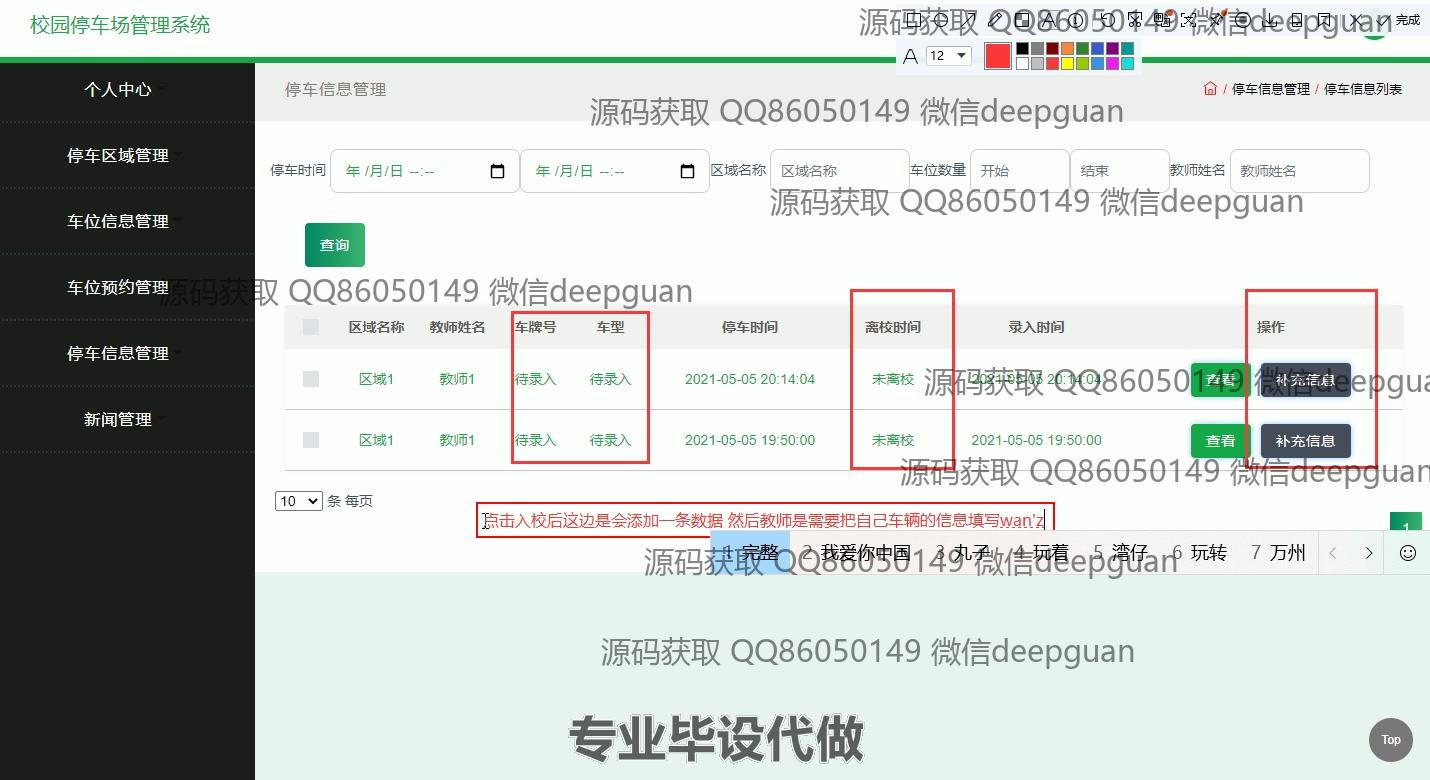 校园停车场管理系统
源码获取 QQ86050149 微信deepguan
完成
A 12
个人中心
停车信息管理
/ 停车信息管理 / 停车信息列表
源码获取 QQ86050149 微信deepguan
停车区域管理
停车时间 年 /月/日 --:-- 年 /月/日 --:-- 区域名称 区域名称 车位数量 开始 结束 教师姓名 教师姓名
源码获取 QQ86050149 微信deepguan
车位信息管理
查询
车位预约管理
源码获取 QQ86050149 微信deepguan
区域名称 教师姓名 车牌号 车型 停车时间 离校时间 录入时间 操作
停车信息管理
区域1 教师1 待录入 待录入 2021-05-05 20:14:04 未离校 2021-05-05 20:14:04 查看 补充信息
源码获取 QQ86050149 微信deepgua
新闻管理
区域1 教师1 待录入 待录入 2021-05-05 19:50:00 未离校 2021-05-05 19:50:00 查看 补充信息
源码获取 QQ86050149 微信deepguan
10 条 每页
点击入校后这边是会添加一条数据 然后教师是需要把自己车辆的信息填写wan'z
1
1 完整 2 我爱你中国 3 丸子 4 玩着 5 湾仔 6 玩转 7 万州
源码获取 QQ86050149 微信deepguan
源码获取 QQ86050149 微信deepguan
专业毕设代做
Top